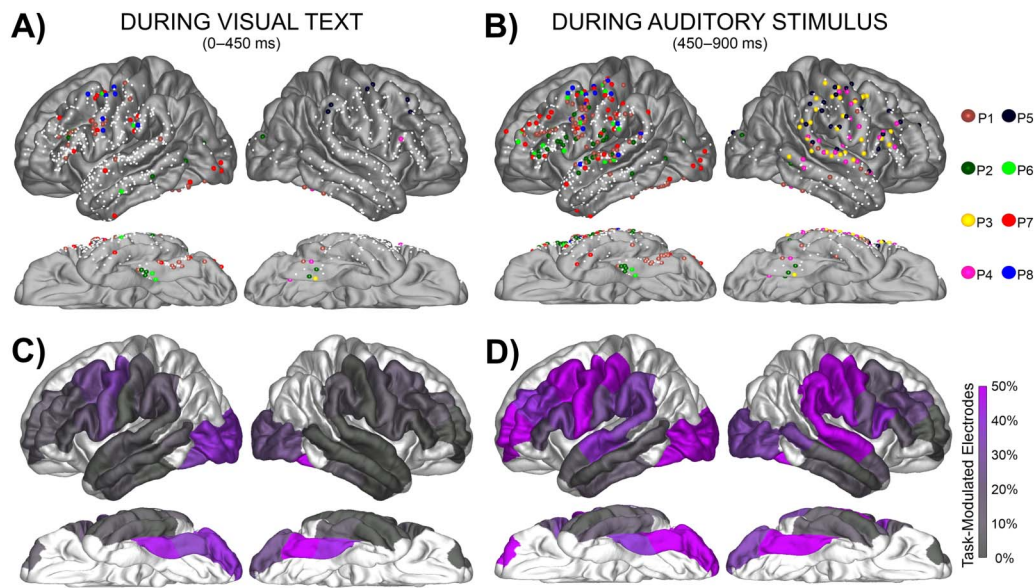 A)
DURING VISUAL TEXT
(0–450 ms)
B)
DURING AUDITORY STIMULUS
(450–900 ms)
P1
P5
P2
P6
P3
P7
P4
P8
C)
D)
Task-Modulated Electrodes
50%
40%
30%
20%
10%
0%